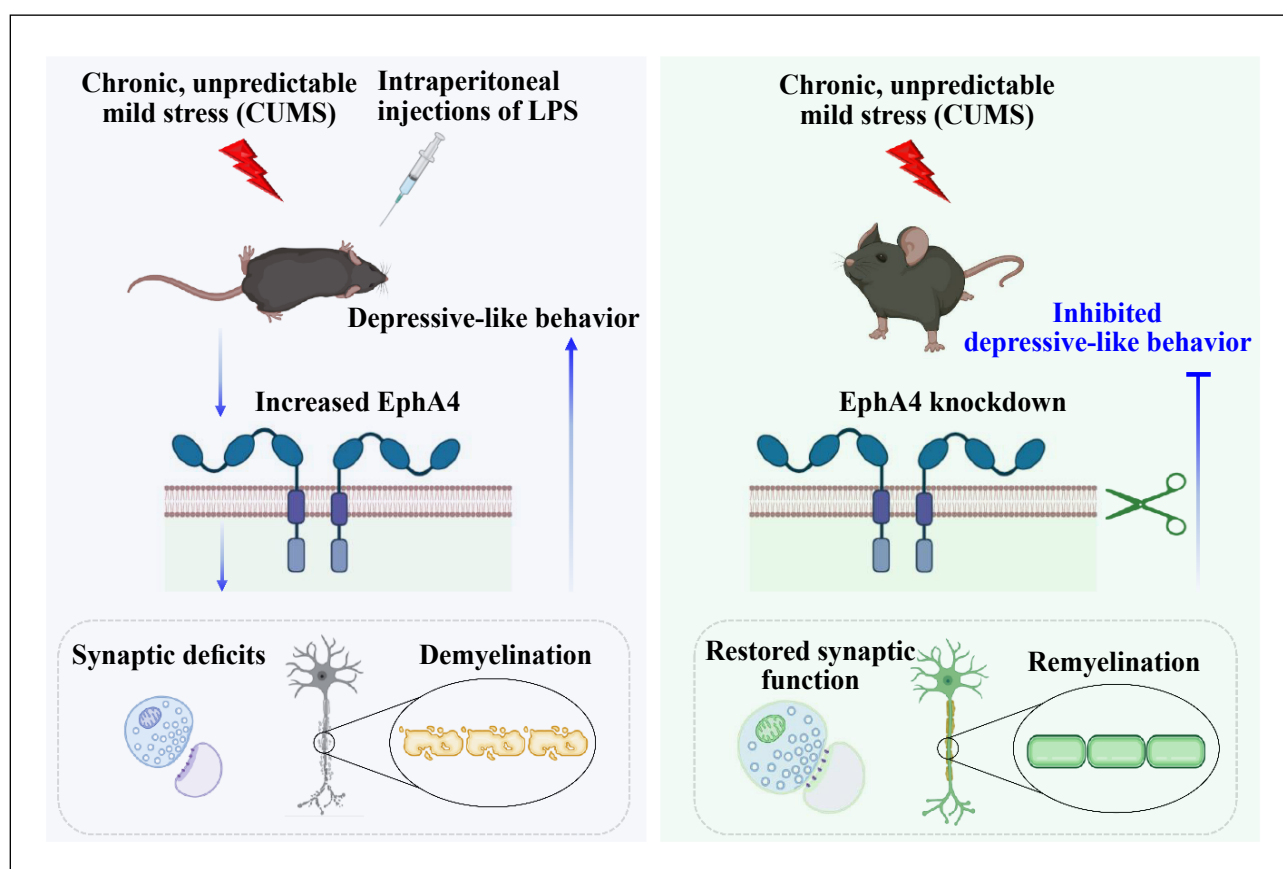 Chronic, unpredictable
mild stress (CUMS)
Intraperitoneal
injections of LPS
Depressive-like behavior
Increased EphA4
Synaptic deficits
Demyelination
Chronic, unpredictable
mild stress (CUMS)
Inhibited
depressive-like behavior
EphA4 knockdown
Restored synaptic
function
Remyelination